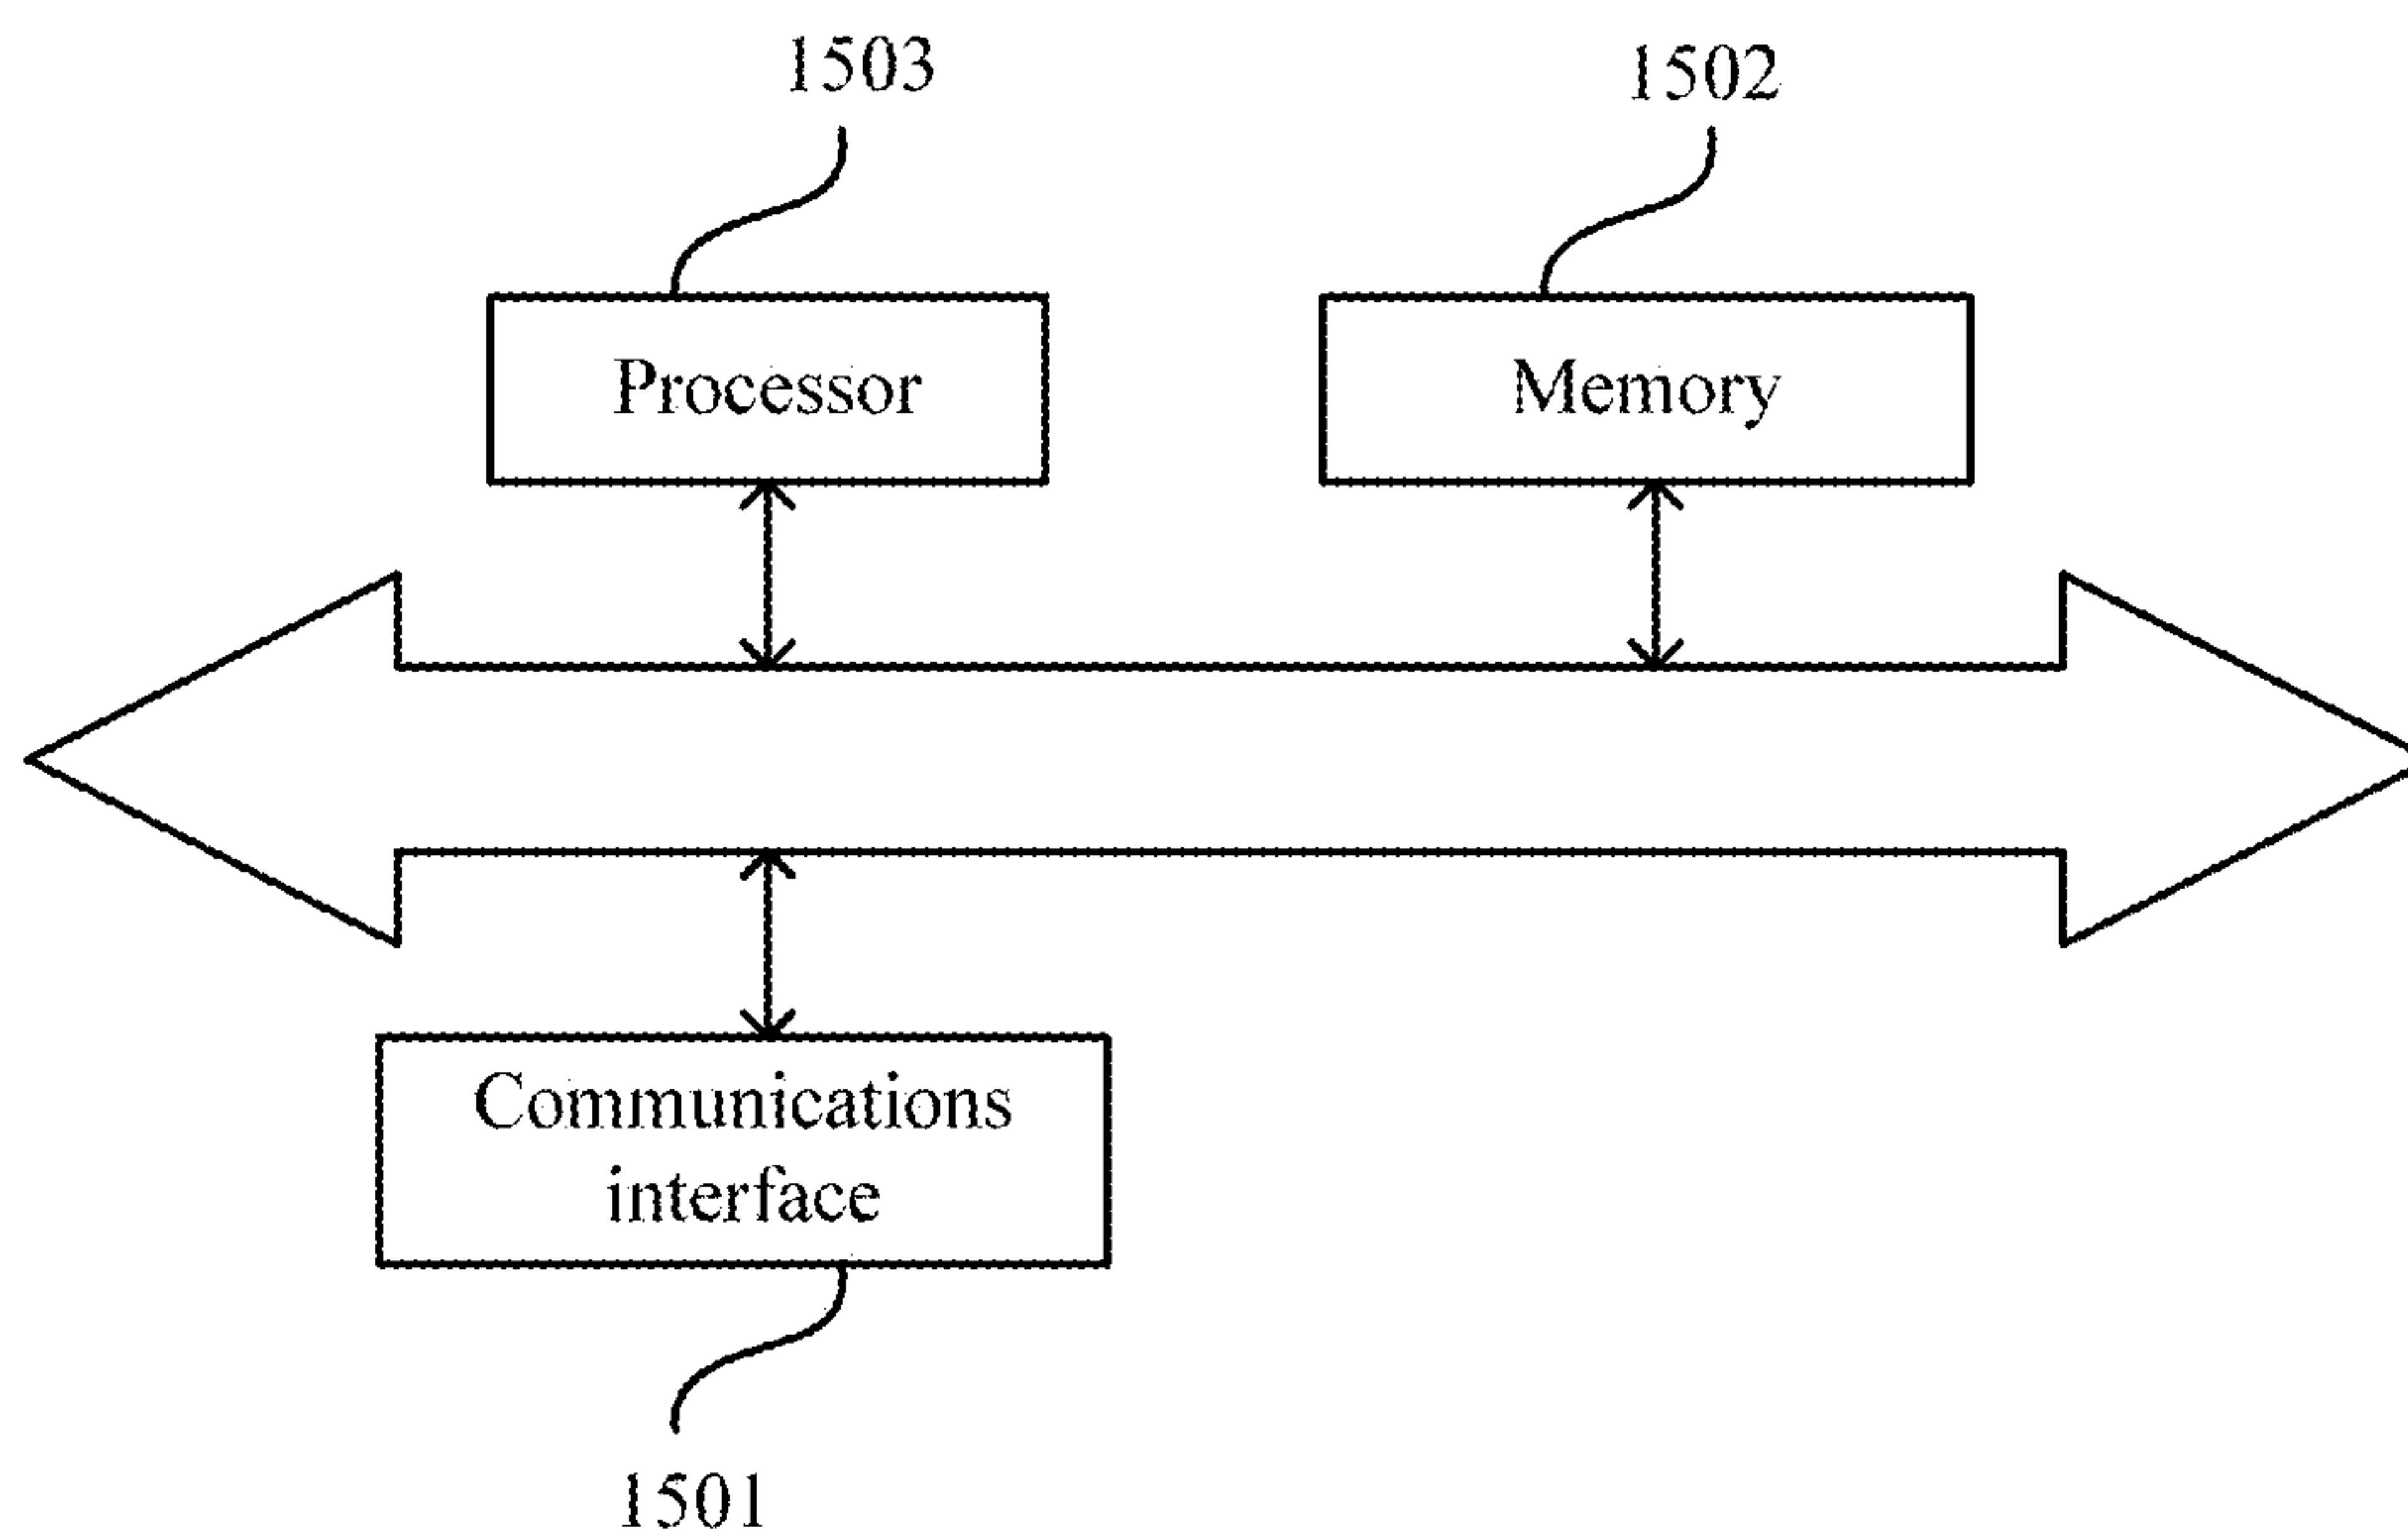 1503
1502
Processor
Memory
Communications
interface
1501